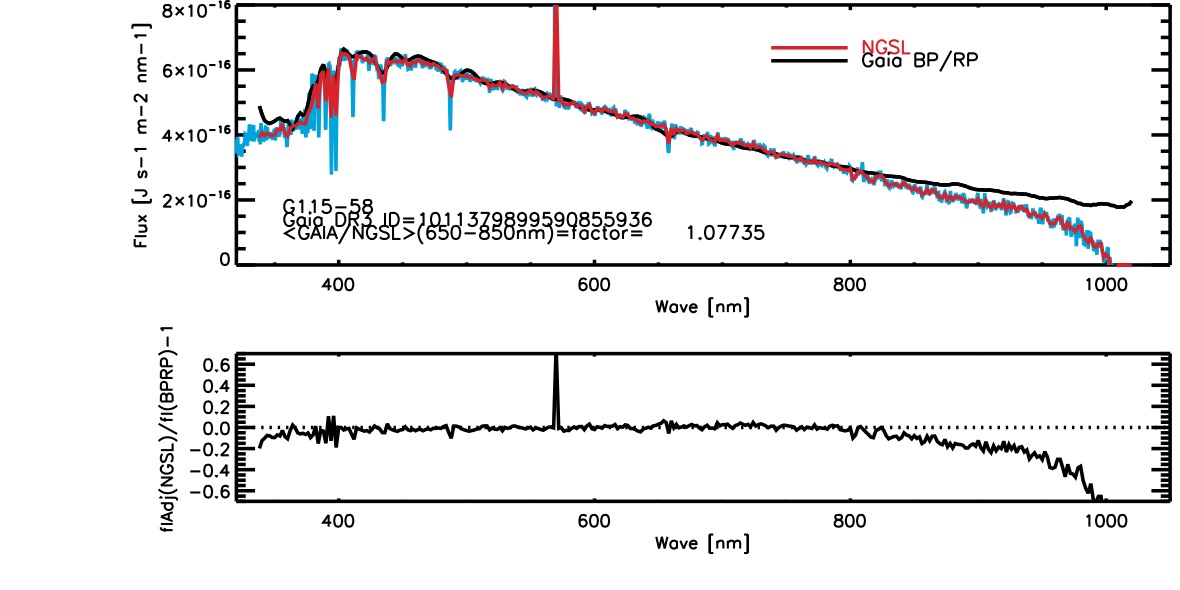 8×10−16
6×10−16
4×10−16
2×10−16
0
Flux [J s−1 m−2 nm−1]
NGSL
Gaia BP/RP
G115−58
Gaia DR3 ID=1011379899590855936
<GAIA/NGSL>(650−850nm)=factor= 1.07735
400 600 800 1000
Wave [nm]
flAdj(NGSL)/fl(BPRP)−1
0.6
0.4
0.2
0.0
−0.2
−0.4
−0.6
400 600 800 1000
Wave [nm]